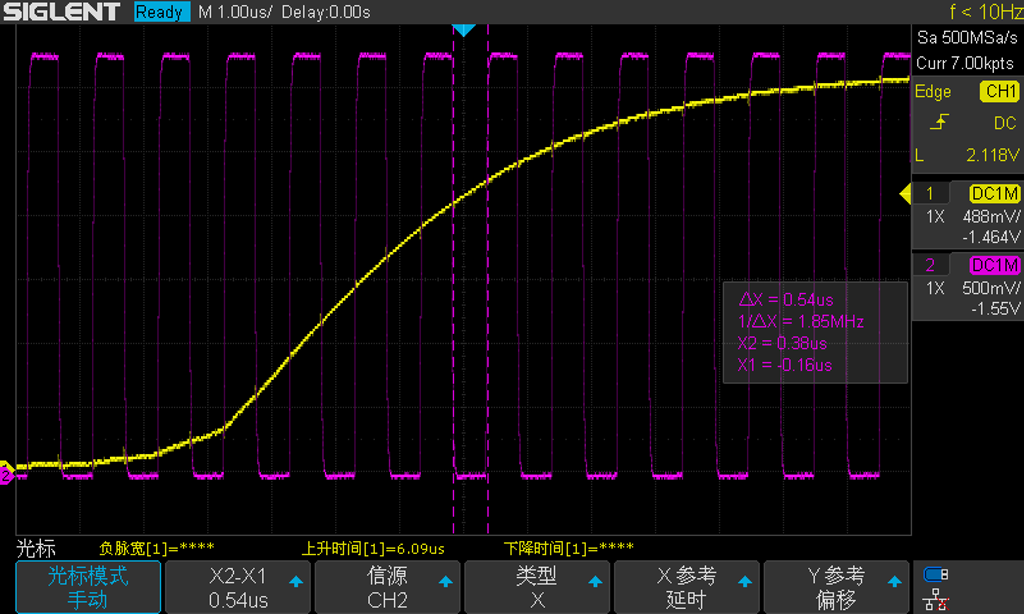 SIGLENT Ready M 1.00us/ Delay:0.00s f < 10Hz
Sa 500MSa/s
Curr 7.00kpts
Edge CH1
DC
L 2.118V
1 DC1M
1X 488mV/
-1.464V
2 DC1M
1X 500mV/
-1.55V
ΔX = 0.54us
1/ΔX = 1.85MHz
X2 = 0.38us
X1 = -0.16us
2
光标 负脉宽[1]=**** 上升时间[1]=6.09us 下降时间[1]=****
光标模式
手动
X2-X1
0.54us
信源
CH2
类型
X
X 参考
延时
Y 参考
偏移